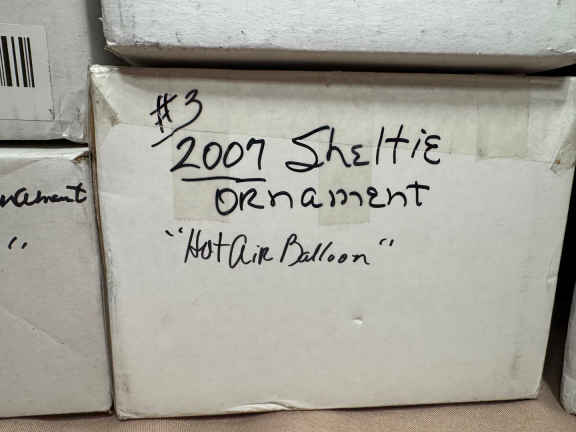 #3
2007 Sheltie
ORnament
"Hot Air Balloon"